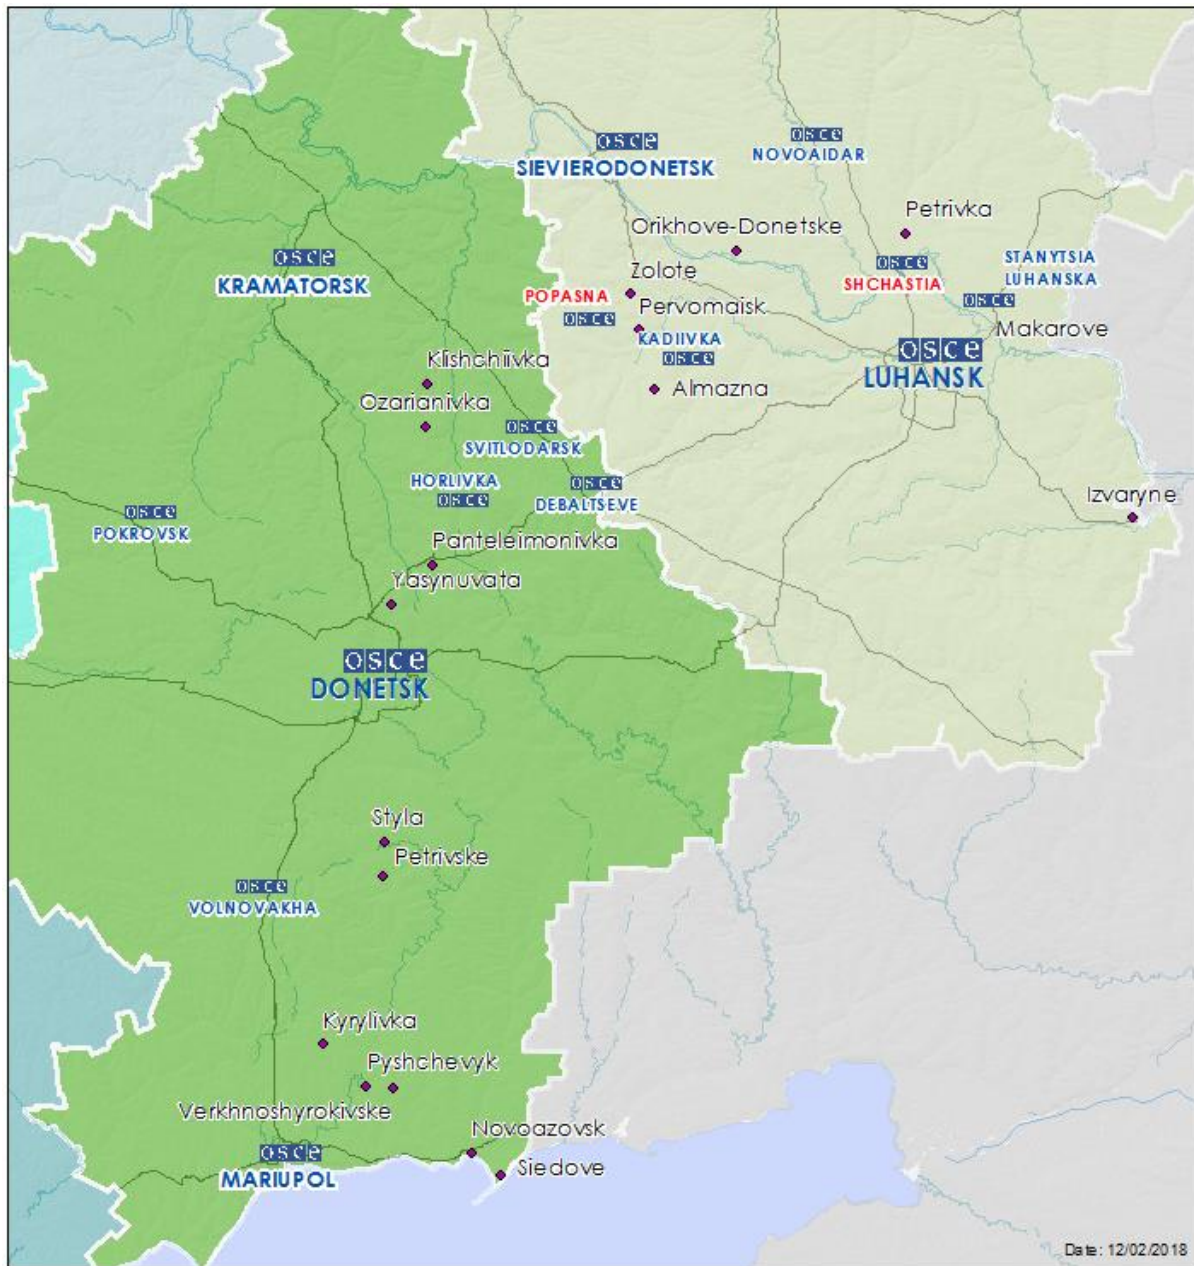 osce
NOVOAIDAR
osce
SIEVIERODONETSK
Petrivka
Orikhove-Donetske
osce
KRAMATORSK
osce
SHCHASTIA
STANYTSIA
LUHANSKA
osce
Zolote
POPASNA
osce
Pervomaisk
KADIIVKA
osce
Makarove
osce
LUHANSK
Klishchiivka
Almazna
Ozarianivka
osce
SVITLODARSK
HORLIVKA
osce
osce
DEBALTSEVE
Izvaryne
osce
POKROVSK
Panteleimonivka
Yasynuvata
osce
DONETSK
Styla
Petrivske
osce
VOLNOVAKHA
Kyrylivka
Pyshchevyk
Verkhnoshyrokivske
Novoazovsk
osce
MARIUPOL
Siedove
Date: 12/02/2018